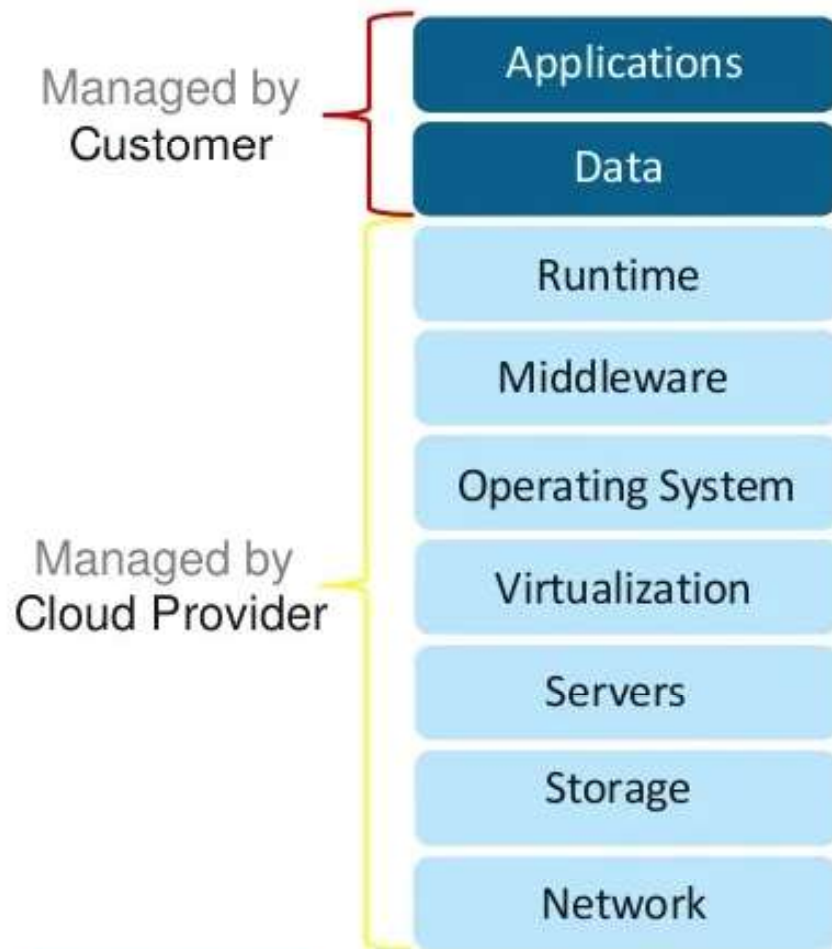 Managed by
Customer
Applications
Data
Managed by
Cloud Provider
Runtime
Middleware
Operating System
Virtualization
Servers
Storage
Network